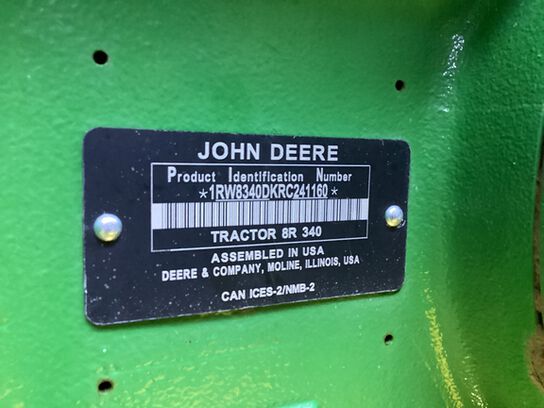 JOHN DEERE
Product Identification Number
*1RW8340DKRC241160*
TRACTOR 8R 340
ASSEMBLED IN USA
DEERE & COMPANY, MOLINE, ILLINOIS, USA
CAN ICES-2/NMB-2